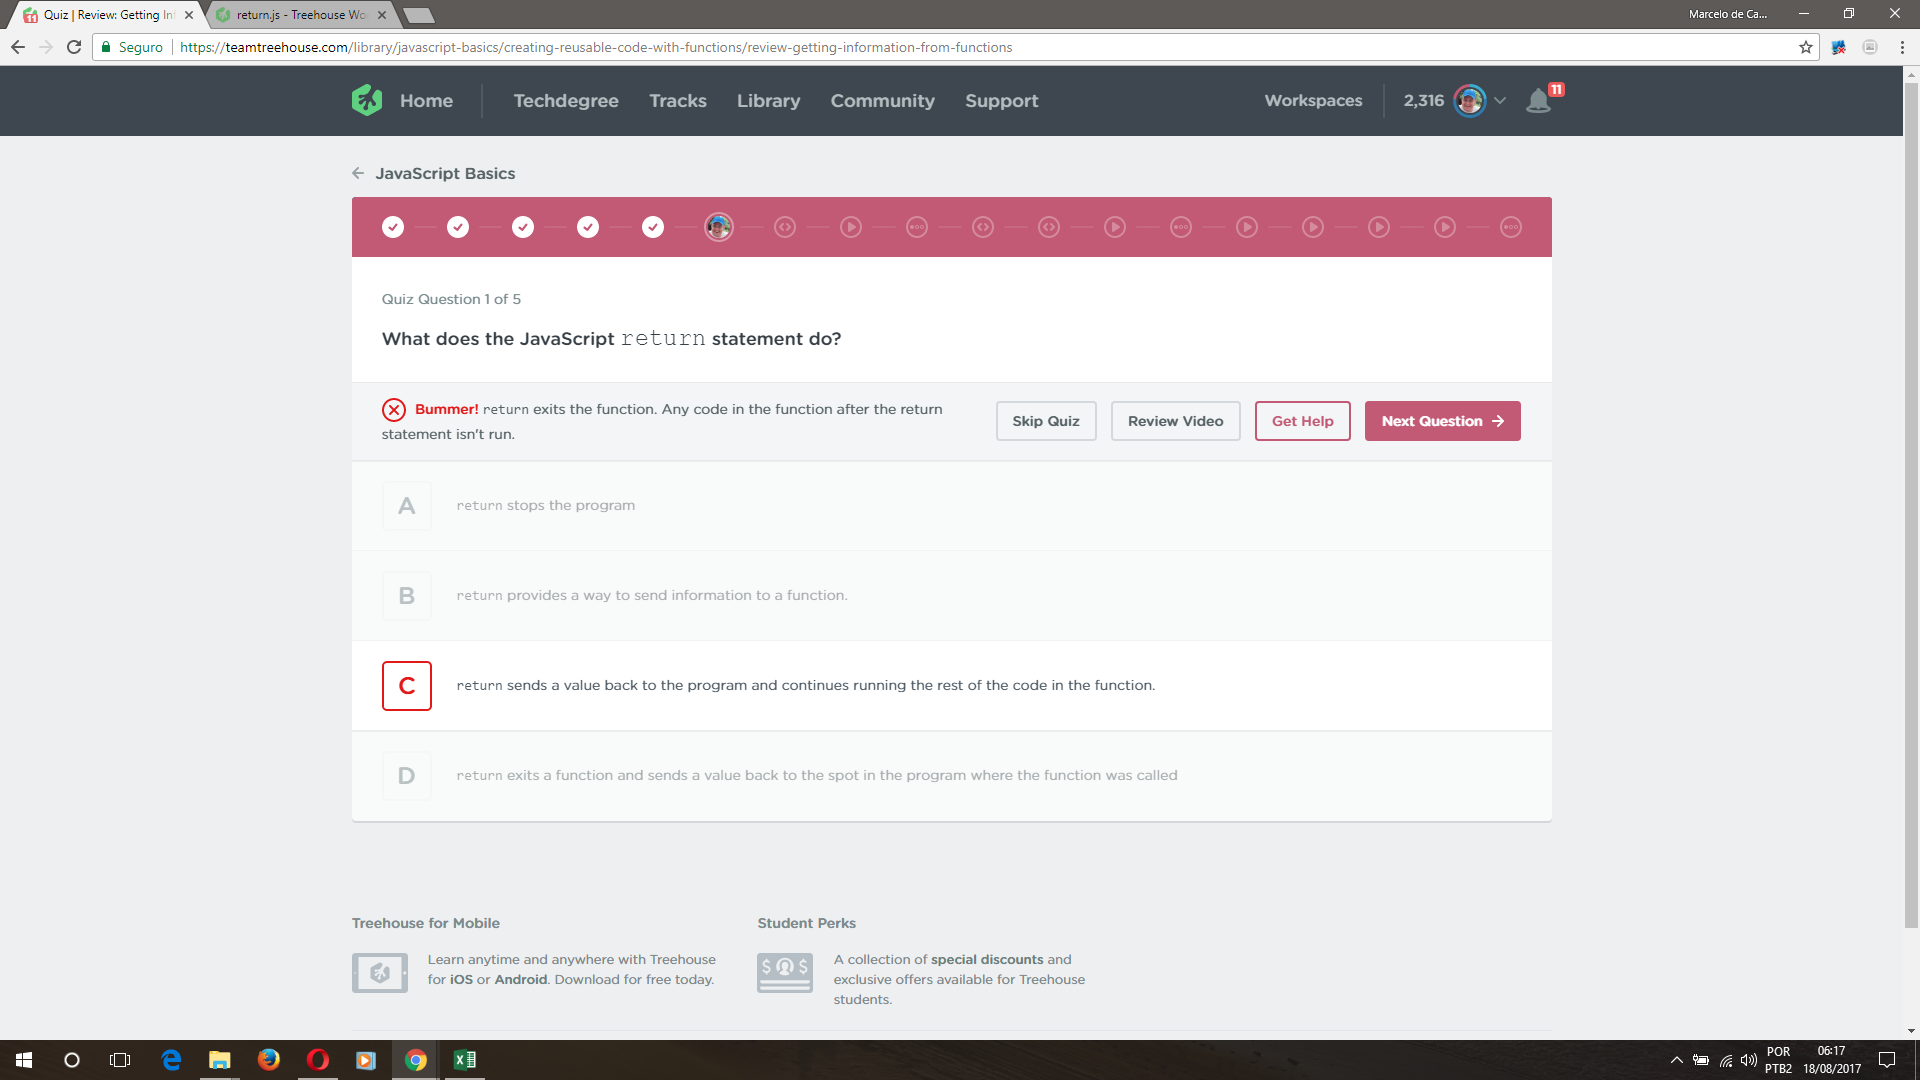 Quiz | Review: Getting In
return.js - Treehouse Wo
Marcelo de Ca...
Seguro
https://teamtreehouse.com/library/javascript-basics/creating-reusable-code-with-functions/review-getting-information-from-functions
Home
Techdegree
Tracks
Library
Community
Support
Workspaces
2,316
11
JavaScript Basics
Quiz Question 1 of 5
What does the JavaScript return statement do?
Bummer! return exits the function. Any code in the function after the return
statement isn't run.
Skip Quiz
Review Video
Get Help
Next Question
A
return stops the program
B
return provides a way to send information to a function.
C
return sends a value back to the program and continues running the rest of the code in the function.
D
return exits a function and sends a value back to the spot in the program where the function was called
Treehouse for Mobile
Learn anytime and anywhere with Treehouse
for iOS or Android. Download for free today.
Student Perks
A collection of special discounts and
exclusive offers available for Treehouse
students.
POR
PTB2
06:17
18/08/2017